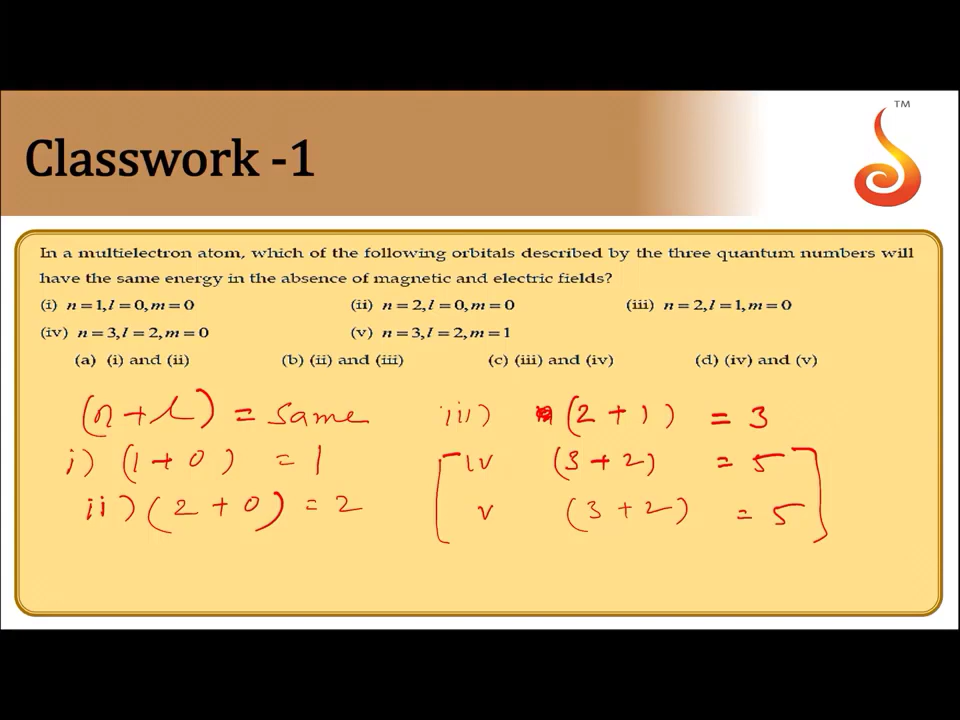 TM
Classwork -1
In a multielectron atom, which of the following orbitals described by the three quantum numbers will
have the same energy in the absence of magnetic and electric fields?
(i) n = 1, l = 0, m = 0 (ii) n = 2, l = 0, m = 0 (iii) n = 2, l = 1, m = 0
(iv) n = 3, l = 2, m = 0 (v) n = 3, l = 2, m = 1
(a) (i) and (ii) (b) (ii) and (iii) (c) (iii) and (iv) (d) (iv) and (v)
(n + l) = Same iii) (2 + 1) = 3
i) (1 + 0) = 1 iv (3 + 2) = 5
ii) (2 + 0) = 2 v (3 + 2) = 5